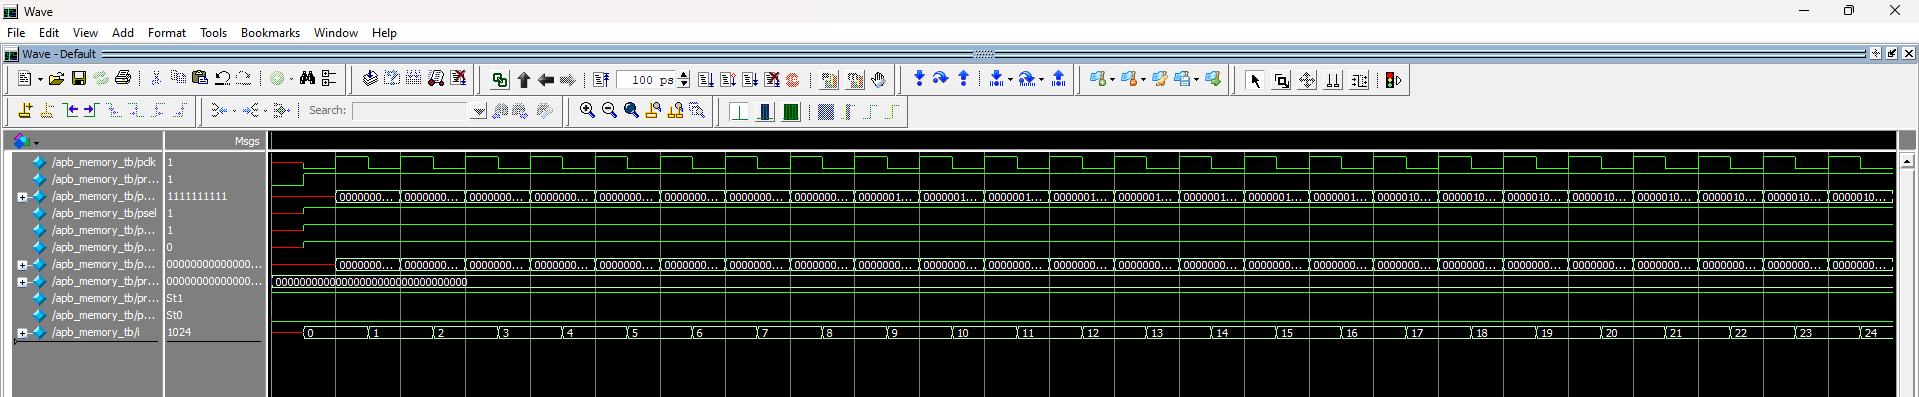 Wave
File Edit View Add Format Tools Bookmarks Window Help
Wave - Default
100 ps
Search:
Msgs
/apb_memory_tb/pclk 1
/apb_memory_tb/pr... 1
/apb_memory_tb/p... 1111111111 0000000... 0000000... 0000000... 0000000... 0000000... 0000000... 0000000... 0000000... 0000001... 0000001... 0000001... 0000001... 0000001... 0000001... 0000001... 0000001... 0000010... 0000010... 0000010... 0000010... 0000010... 0000010... 0000010... 0000010...
/apb_memory_tb/psel 1
/apb_memory_tb/p... 1
/apb_memory_tb/p... 0
/apb_memory_tb/p... 00000000000000... 0000000... 0000000... 0000000... 0000000... 0000000... 0000000... 0000000... 0000000... 0000000... 0000000... 0000000... 0000000... 0000000... 0000000... 0000000... 0000000... 0000000... 0000000... 0000000... 0000000... 0000000... 0000000... 0000000... 0000000...
/apb_memory_tb/pr... 00000000000000... 00000000000000000000000000000000
/apb_memory_tb/pr... St1
/apb_memory_tb/p... St0
/apb_memory_tb/i 1024 0 1 2 3 4 5 6 7 8 9 10 11 12 13 14 15 16 17 18 19 20 21 22 23 24